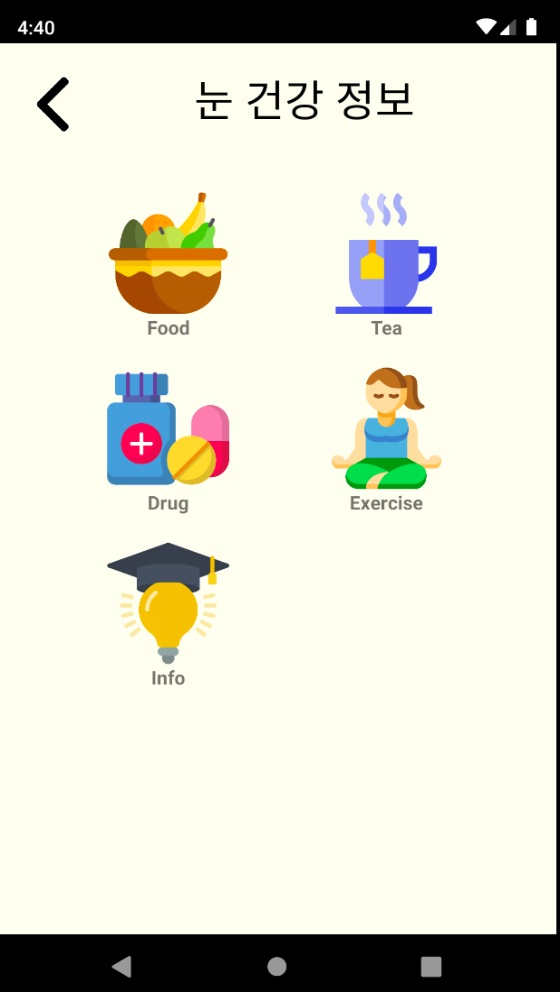 4:40
눈 건강 정보
Food
Tea
Drug
Exercise
Info